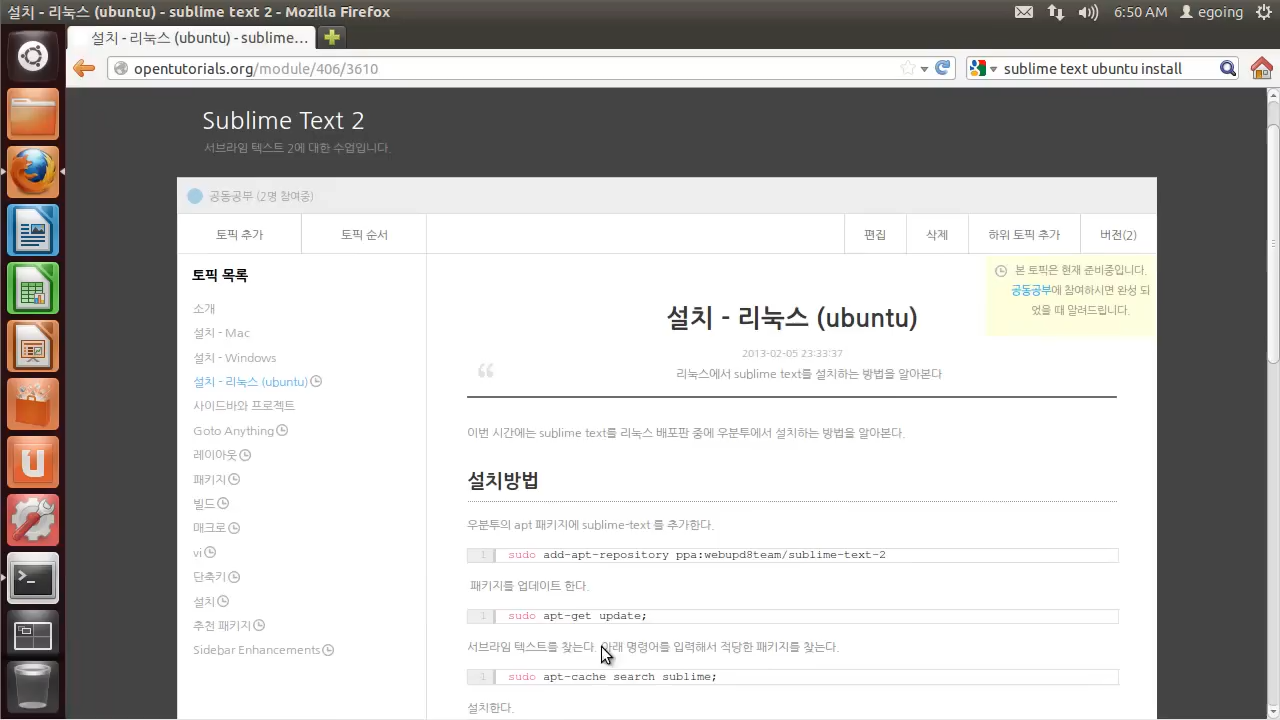 설치 - 리눅스 (ubuntu) - sublime text 2 - Mozilla Firefox
6:50 AM
egoing
설치 - 리눅스 (ubuntu) - sublime...
opentutorials.org/module/406/3610
sublime text ubuntu install
Sublime Text 2
서브라임 텍스트 2에 대한 수업입니다.
공동공부 (2명 참여중)
토픽 추가
토픽 순서
편집
삭제
하위 토픽 추가
버전(2)
토픽 목록
소개
설치 - Mac
설치 - Windows
설치 - 리눅스 (ubuntu)
사이드바와 프로젝트
Goto Anything
레이아웃
패키지
빌드
매크로
vi
단축키
설치
추천 패키지
Sidebar Enhancements
본 토픽은 현재 준비중입니다.
공동공부에 참여하시면 완성 되
었을 때 알려드립니다.
설치 - 리눅스 (ubuntu)
2013-02-05 23:33:37
“ 리눅스에서 sublime text를 설치하는 방법을 알아본다
이번 시간에는 sublime text를 리눅스 배포판 중에 우분투에서 설치하는 방법을 알아본다.
설치방법
우분투의 apt 패키지에 sublime-text 를 추가한다.
1 sudo add-apt-repository ppa:webupd8team/sublime-text-2
패키지를 업데이트 한다.
1 sudo apt-get update;
서브라임 텍스트를 찾는다. 아래 명령어를 입력해서 적당한 패키지를 찾는다.
1 sudo apt-cache search sublime;
설치한다.